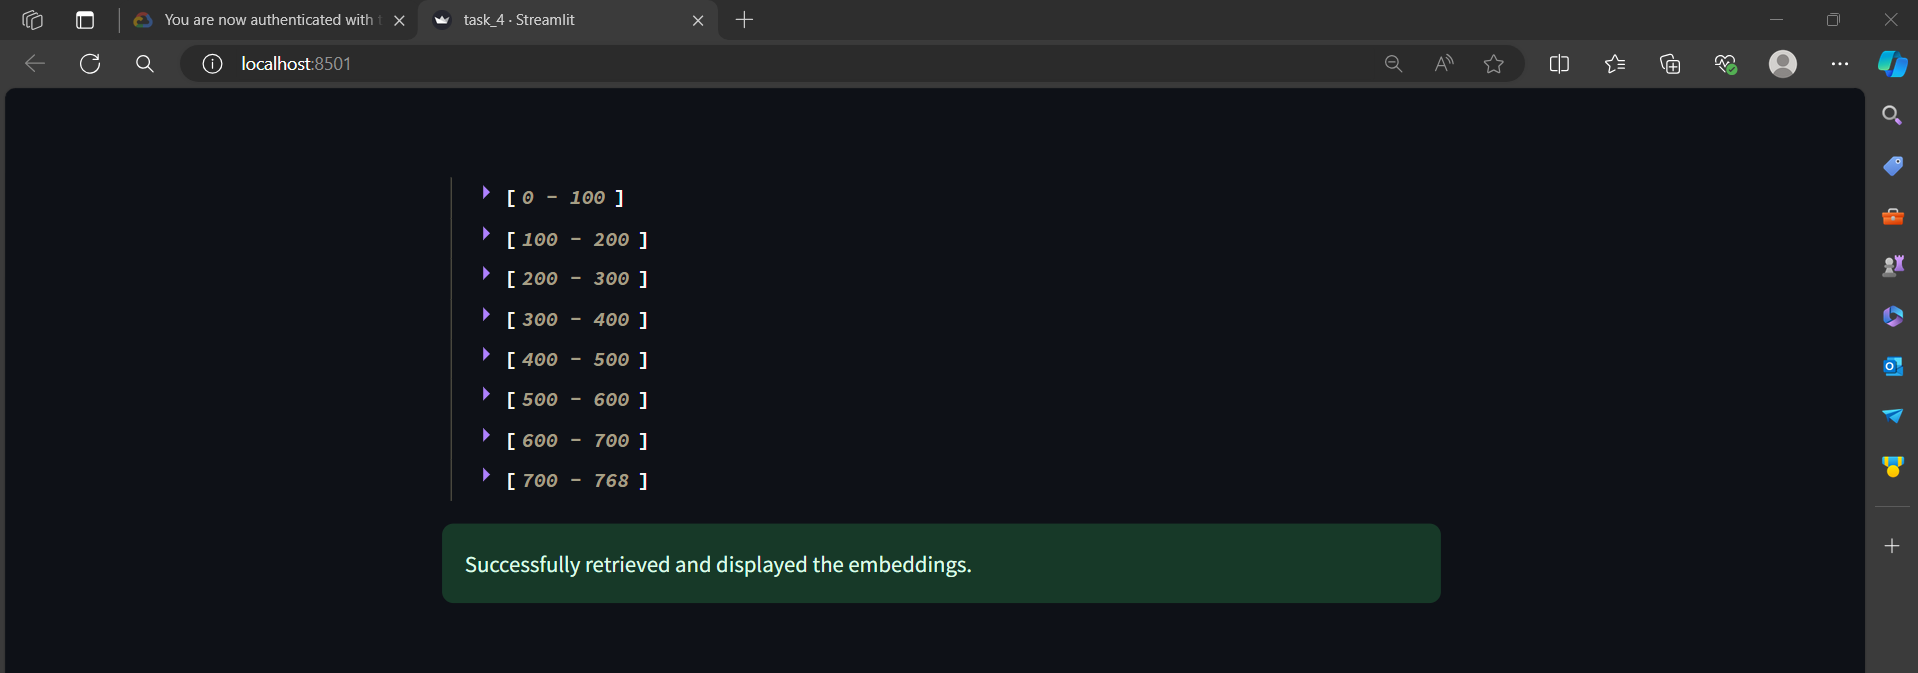 You are now authenticated with
task_4 · Streamlit
localhost:8501
[ 0 – 100 ]
[ 100 – 200 ]
[ 200 – 300 ]
[ 300 – 400 ]
[ 400 – 500 ]
[ 500 – 600 ]
[ 600 – 700 ]
[ 700 – 768 ]
Successfully retrieved and displayed the embeddings.